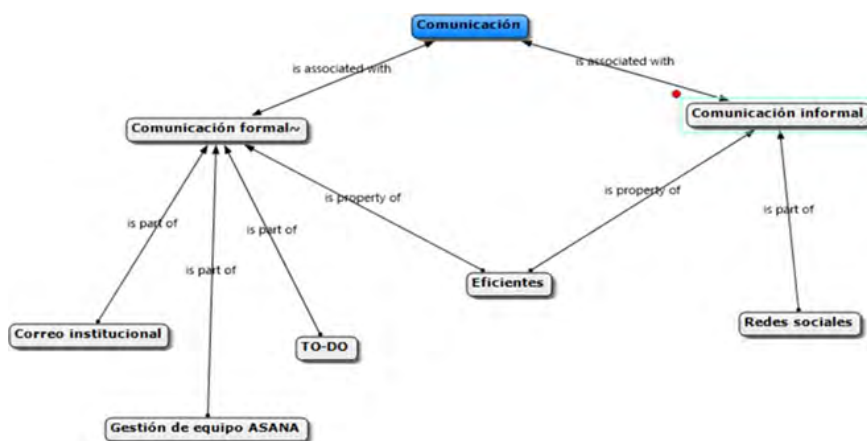 Comunicación
is associated with
is associated with
Comunicación formal~
Comunicación informal
is property of
is property of
is part of
is part of
is part of
is part of
Eficientes
Correo institucional
TO-DO
Redes sociales
Gestión de equipo ASANA